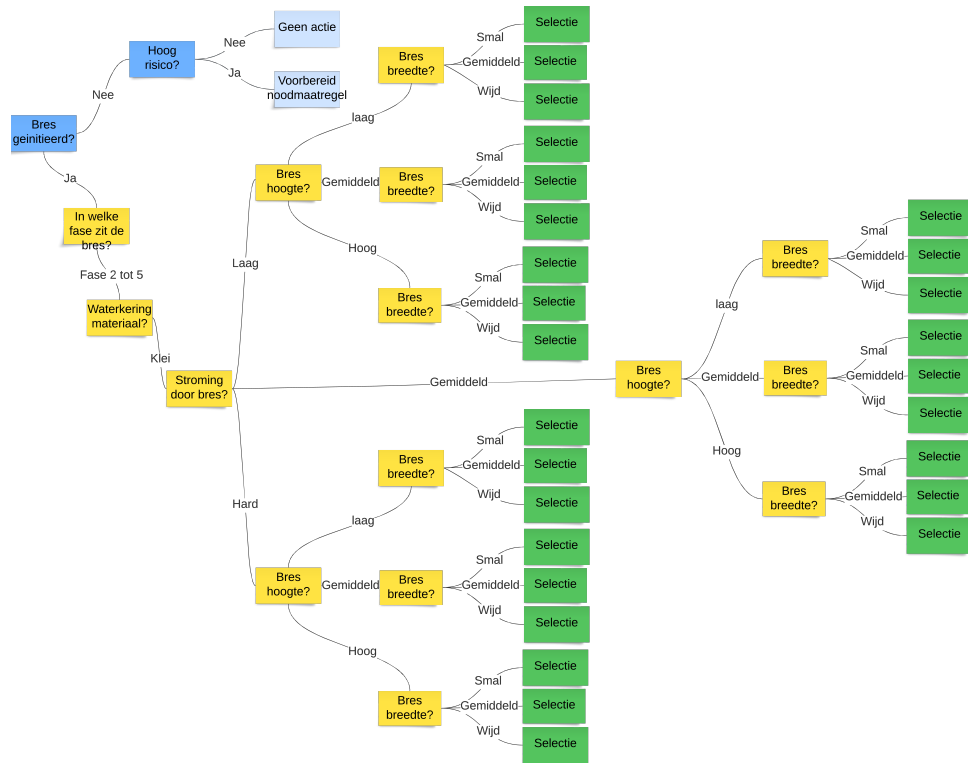 Bres
geinitieerd?
Nee
Hoog
risico?
Nee
Geen actie
Ja
Voorbereid
noodmaatregel
Ja
In welke
fase zit de
bres?
Fase 2 tot 5
Waterkering
materiaal?
Klei
Stroming
door bres?
Laag
Bres
hoogte?
laag
Bres
breedte?
Smal
Selectie
Gemiddeld
Selectie
Wijd
Selectie
Gemiddeld
Bres
breedte?
Smal
Selectie
Gemiddeld
Selectie
Wijd
Selectie
Hoog
Bres
breedte?
Smal
Selectie
Gemiddeld
Selectie
Wijd
Selectie
Gemiddeld
Bres
hoogte?
laag
Bres
breedte?
Smal
Selectie
Gemiddeld
Selectie
Wijd
Selectie
Gemiddeld
Bres
breedte?
Smal
Selectie
Gemiddeld
Selectie
Wijd
Selectie
Hoog
Bres
breedte?
Smal
Selectie
Gemiddeld
Selectie
Wijd
Selectie
Hard
Bres
hoogte?
laag
Bres
breedte?
Smal
Selectie
Gemiddeld
Selectie
Wijd
Selectie
Gemiddeld
Bres
breedte?
Smal
Selectie
Gemiddeld
Selectie
Wijd
Selectie
Hoog
Bres
breedte?
Smal
Selectie
Gemiddeld
Selectie
Wijd
Selectie